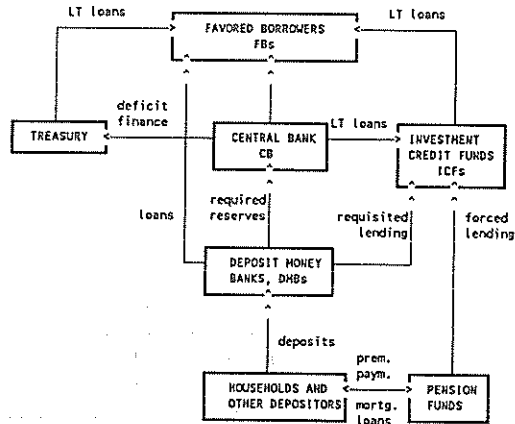 LT loans
FAVORED BORROWERS
FBs
LT loans
deficit
finance
TREASURY
CENTRAL BANK
CB
LT loans
INVESTMENT
CREDIT FUNDS
ICFs
loans
required
reserves
requisited
lending
forced
lending
DEPOSIT MONEY
BANKS, DMBs
deposits
prem.
paym.
HOUSEHOLDS AND
OTHER DEPOSITORS
mortg.
loans
PENSION
FUNDS